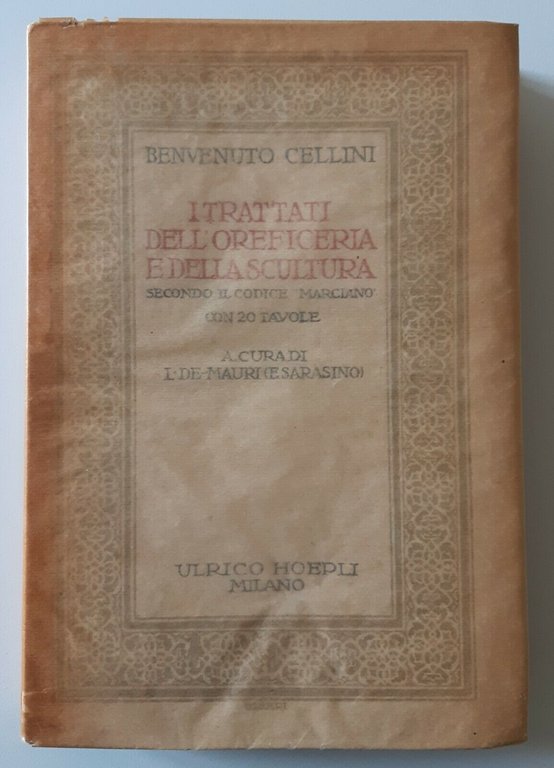 BENVENUTO CELLINI
I TRATTATI
DELL'OREFICERIA
E DELLA SCULTURA
SECONDO IL CODICE "MARCIANO"
CON 20 TAVOLE
A CURA DI
L. DE-MAURI (E. SARASINO)
ULRICO HOEPLI
MILANO